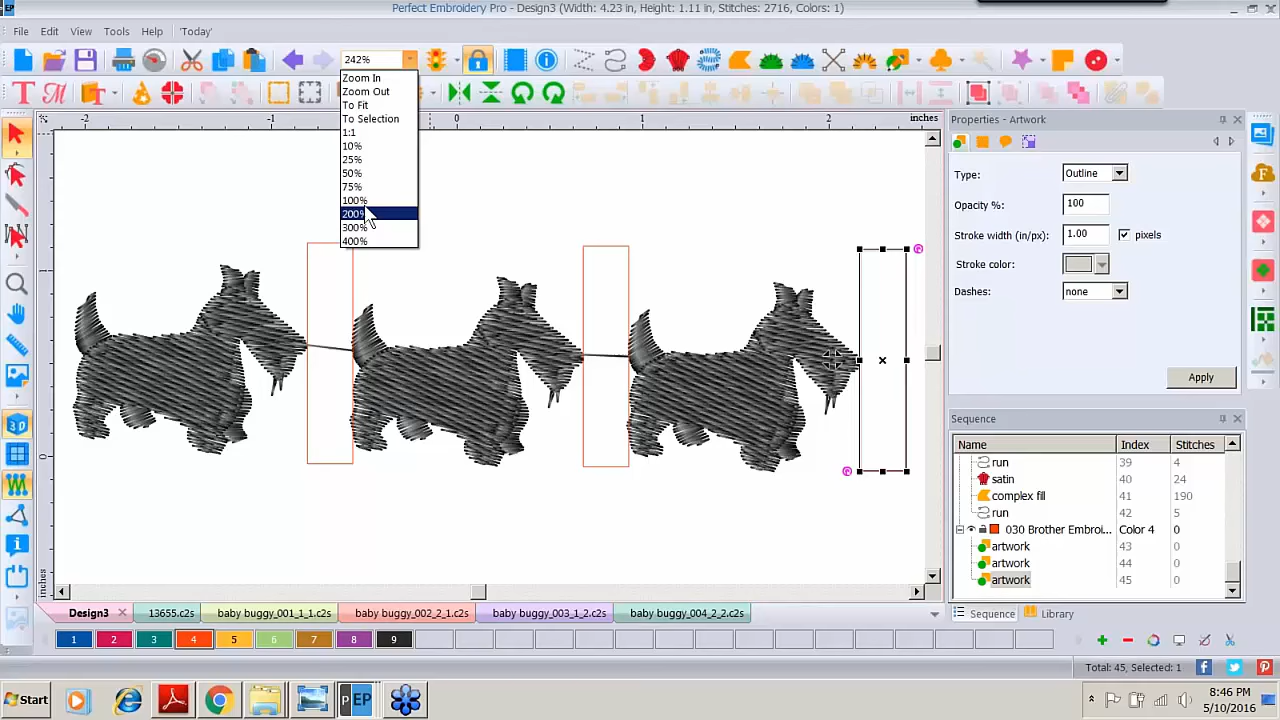 EP Perfect Embroidery Pro - Design3 (Width: 4.23 in, Height: 1.11 in, Stitches: 2716, Colors: 1)
File Edit View Tools Help 'Today'
242%
T M T
Zoom In
Zoom Out
To Fit
To Selection
1:1
10%
25%
50%
75%
100%
200%
300%
400%
-2 -1 0 1 2 inches
0
inches
Properties - Artwork
Type: Outline
Opacity %: 100
Stroke width (in/px): 1.00 pixels
Stroke color:
Dashes: none
Apply
Sequence
Name Index Stitches
run 39 4
satin 40 24
complex fill 41 190
run 42 5
030 Brother Embroi... Color 4 0
artwork 43 0
artwork 44 0
artwork 45 0
Sequence Library
Design3 13655.c2s baby buggy_001_1_1.c2s baby buggy_002_2_1.c2s baby buggy_003_1_2.c2s baby buggy_004_2_2.c2s
1 2 3 4 5 6 7 8 9
Total: 45, Selected: 1
Start pEP
8:46 PM
5/10/2016